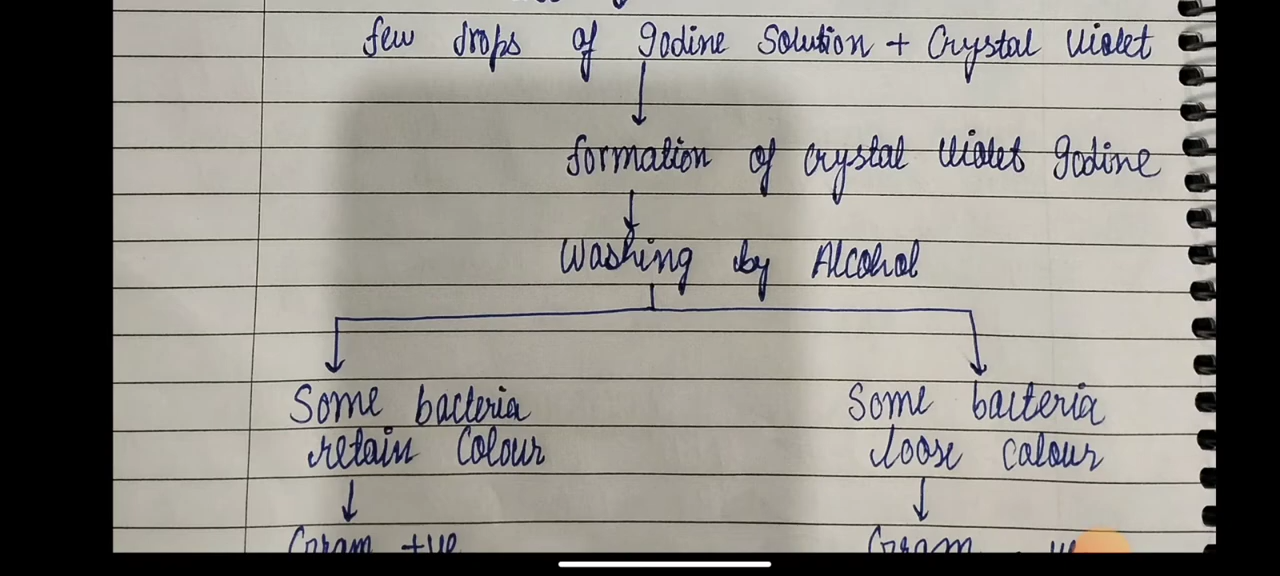 few drops of Iodine Solution + Crystal Violet
formation of crystal Violet Iodine
Washing by Alcohol
Some bacteria
retain Colour
Some bacteria
loose colour
Gram +ve
Gram